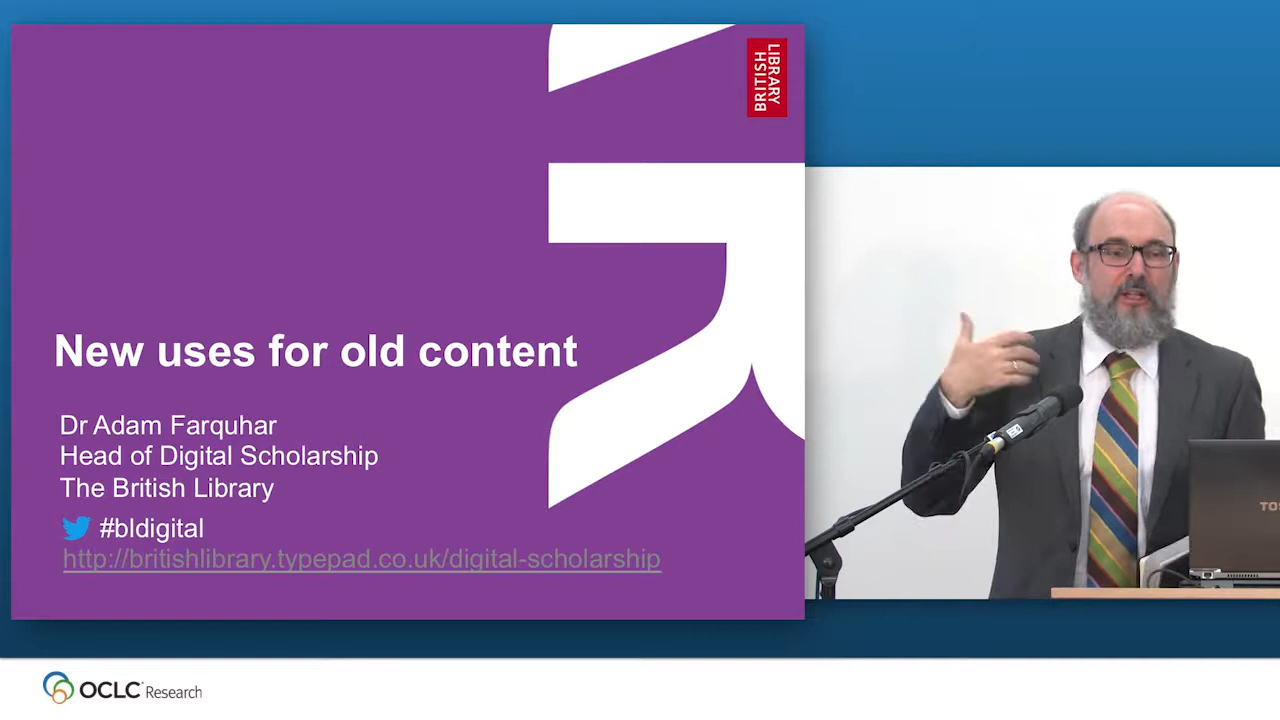 LIBRARY
BRITISH
New uses for old content
Dr Adam Farquhar
Head of Digital Scholarship
The British Library
#bldigital
http://britishlibrary.typepad.co.uk/digital-scholarship
OCLC Research